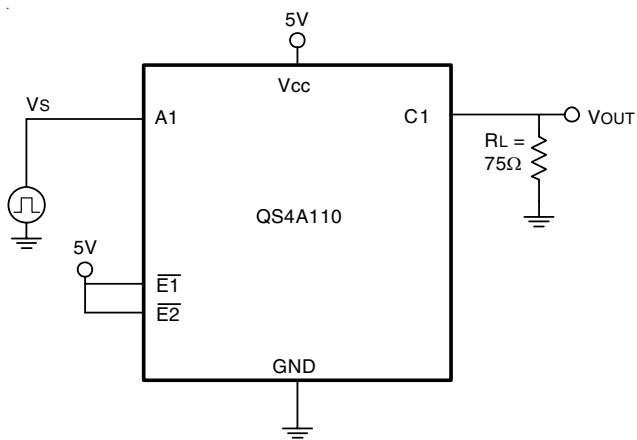 5V
Vcc
VS
A1
C1
VOUT
RL =
75Ω
QS4A110
5V
E1
E2
GND